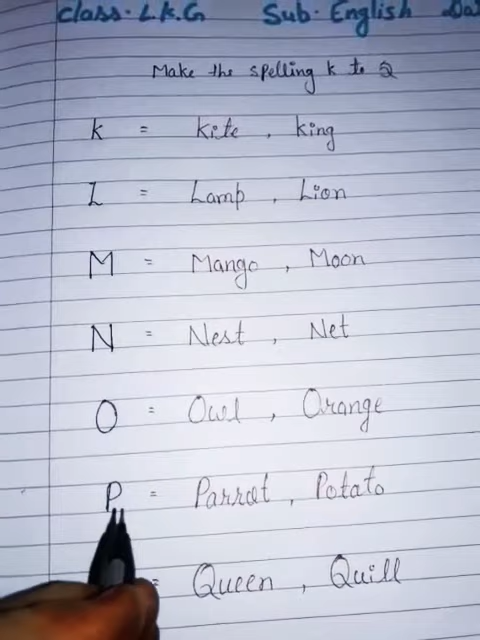 Class. L.K.G Sub. English Da
Make the spelling K to Q
K = Kite, King
L = Lamp, Lion
M = Mango, Moon
N = Nest, Net
O = Owl, Orange
P = Parrot, Potato
= Queen, Quill